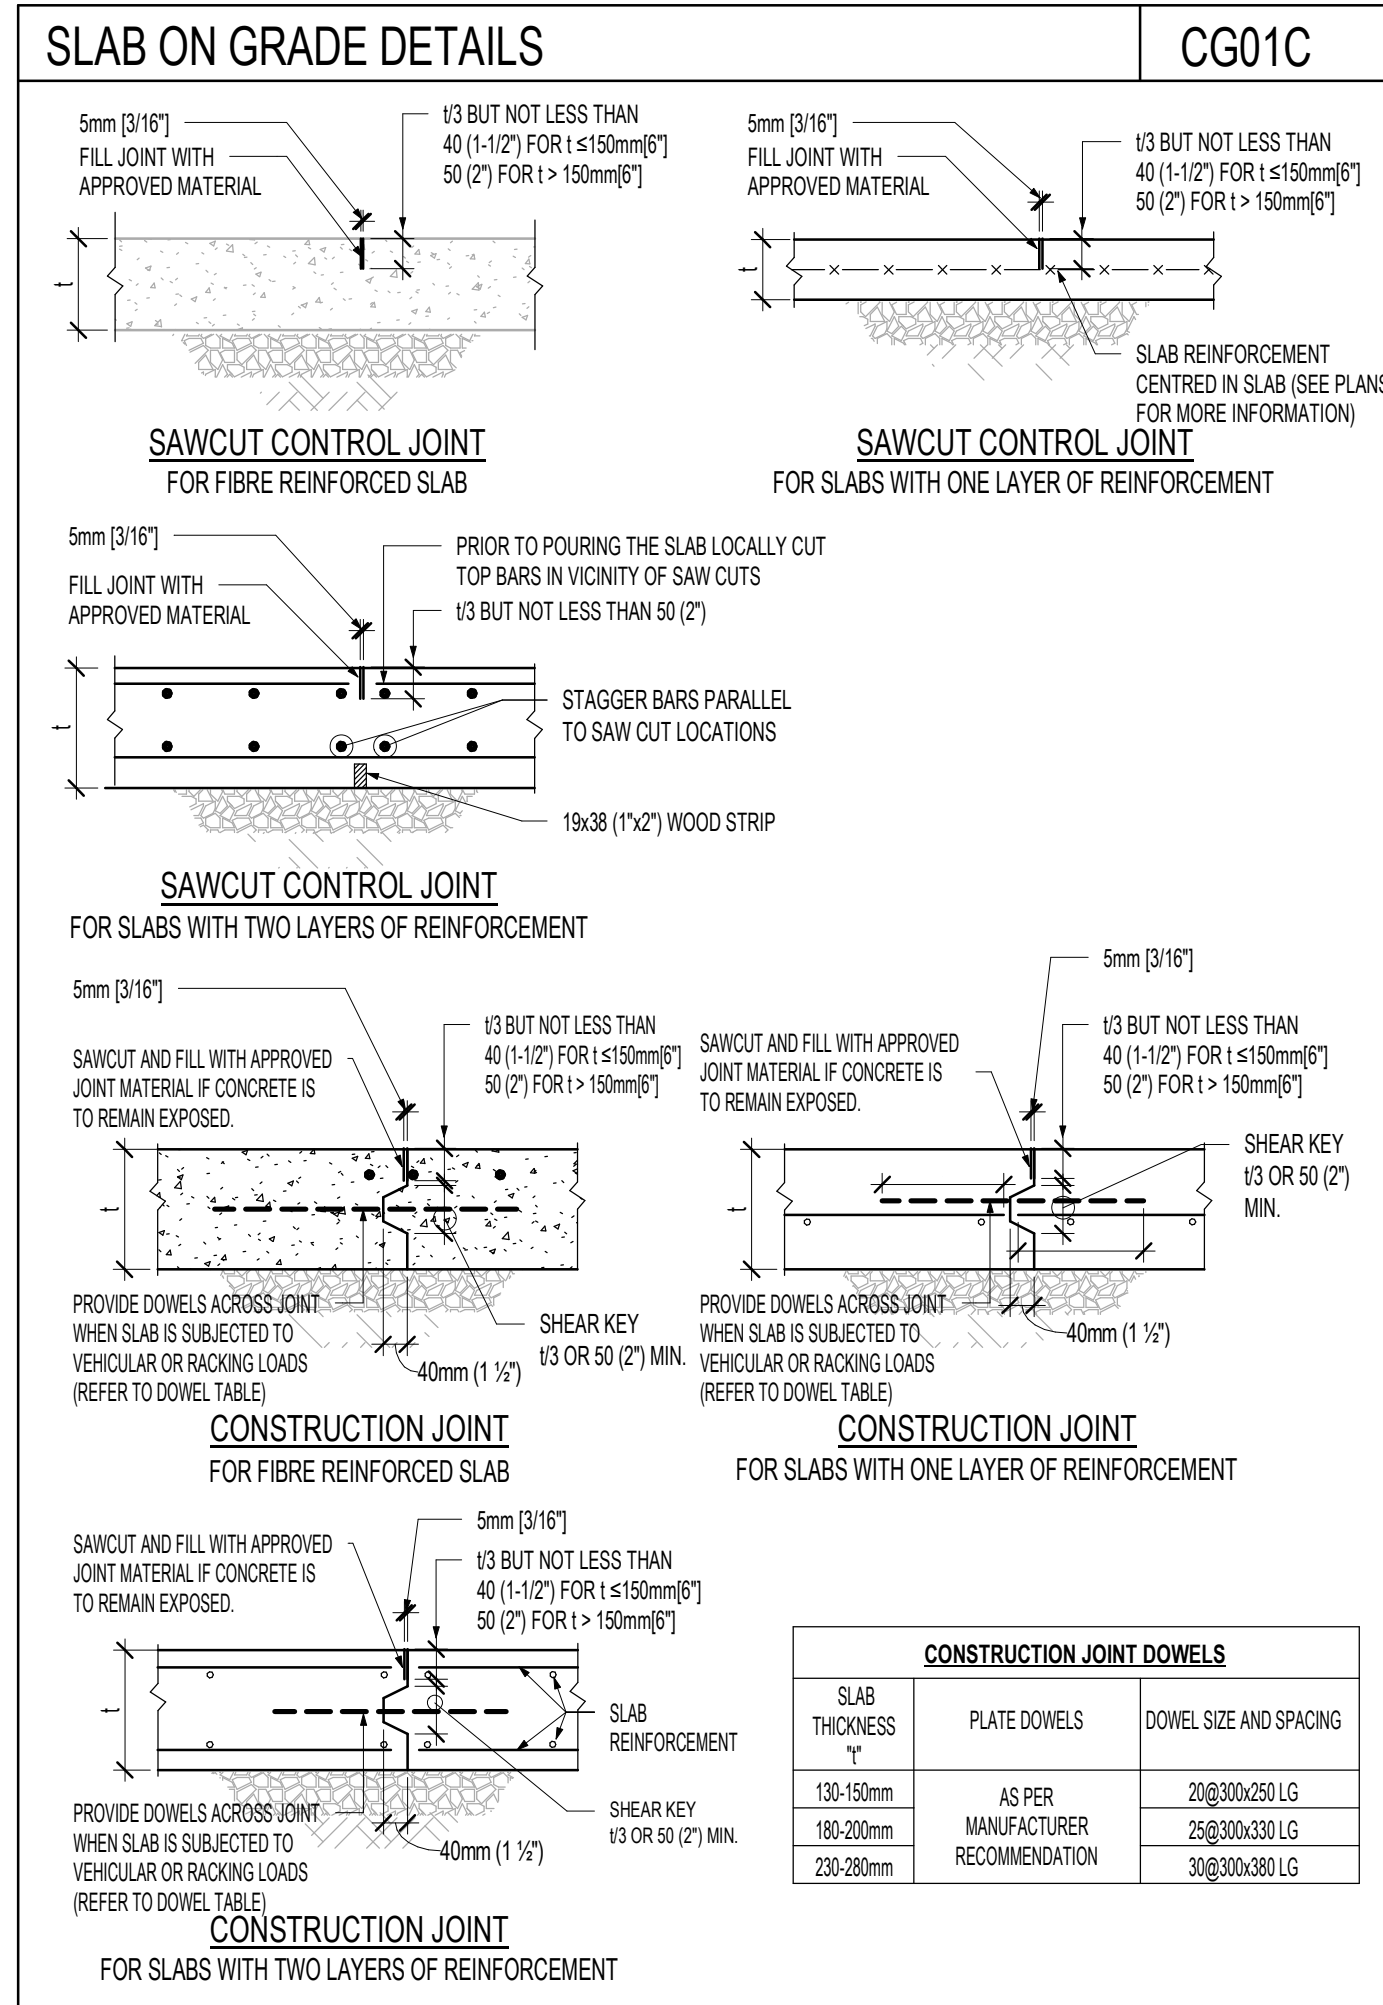 SLAB ON GRADE DETAILS
CG01C
5mm [3/16"]
FILL JOINT WITH
APPROVED MATERIAL
t/3 BUT NOT LESS THAN
40 (1-1/2") FOR t ≤150mm[6"]
50 (2") FOR t > 150mm[6"]
t
SAWCUT CONTROL JOINT
FOR FIBRE REINFORCED SLAB
5mm [3/16"]
FILL JOINT WITH
APPROVED MATERIAL
t/3 BUT NOT LESS THAN
40 (1-1/2") FOR t ≤150mm[6"]
50 (2") FOR t > 150mm[6"]
t
SLAB REINFORCEMENT
CENTRED IN SLAB (SEE PLANS
FOR MORE INFORMATION)
SAWCUT CONTROL JOINT
FOR SLABS WITH ONE LAYER OF REINFORCEMENT
5mm [3/16"]
FILL JOINT WITH
APPROVED MATERIAL
PRIOR TO POURING THE SLAB LOCALLY CUT
TOP BARS IN VICINITY OF SAW CUTS
t/3 BUT NOT LESS THAN 50 (2")
t
STAGGER BARS PARALLEL
TO SAW CUT LOCATIONS
19x38 (1"x2") WOOD STRIP
SAWCUT CONTROL JOINT
FOR SLABS WITH TWO LAYERS OF REINFORCEMENT
5mm [3/16"]
SAWCUT AND FILL WITH APPROVED
JOINT MATERIAL IF CONCRETE IS
TO REMAIN EXPOSED.
t/3 BUT NOT LESS THAN
40 (1-1/2") FOR t ≤150mm[6"]
50 (2") FOR t > 150mm[6"]
t
PROVIDE DOWELS ACROSS JOINT
WHEN SLAB IS SUBJECTED TO
VEHICULAR OR RACKING LOADS
(REFER TO DOWEL TABLE)
40mm (1 ½")
SHEAR KEY
t/3 OR 50 (2") MIN.
CONSTRUCTION JOINT
FOR FIBRE REINFORCED SLAB
5mm [3/16"]
SAWCUT AND FILL WITH APPROVED
JOINT MATERIAL IF CONCRETE IS
TO REMAIN EXPOSED.
t/3 BUT NOT LESS THAN
40 (1-1/2") FOR t ≤150mm[6"]
50 (2") FOR t > 150mm[6"]
SHEAR KEY
t/3 OR 50 (2")
MIN.
t
PROVIDE DOWELS ACROSS JOINT
WHEN SLAB IS SUBJECTED TO
VEHICULAR OR RACKING LOADS
(REFER TO DOWEL TABLE)
40mm (1 ½")
CONSTRUCTION JOINT
FOR SLABS WITH ONE LAYER OF REINFORCEMENT
SAWCUT AND FILL WITH APPROVED
JOINT MATERIAL IF CONCRETE IS
TO REMAIN EXPOSED.
5mm [3/16"]
t/3 BUT NOT LESS THAN
40 (1-1/2") FOR t ≤150mm[6"]
50 (2") FOR t > 150mm[6"]
t
SLAB
REINFORCEMENT
SHEAR KEY
t/3 OR 50 (2") MIN.
PROVIDE DOWELS ACROSS JOINT
WHEN SLAB IS SUBJECTED TO
VEHICULAR OR RACKING LOADS
(REFER TO DOWEL TABLE)
40mm (1 ½")
CONSTRUCTION JOINT
FOR SLABS WITH TWO LAYERS OF REINFORCEMENT
CONSTRUCTION JOINT DOWELS
SLAB
THICKNESS
"t"
PLATE DOWELS
DOWEL SIZE AND SPACING
130-150mm
180-200mm
230-280mm
AS PER
MANUFACTURER
RECOMMENDATION
20@300x250 LG
25@300x330 LG
30@300x380 LG